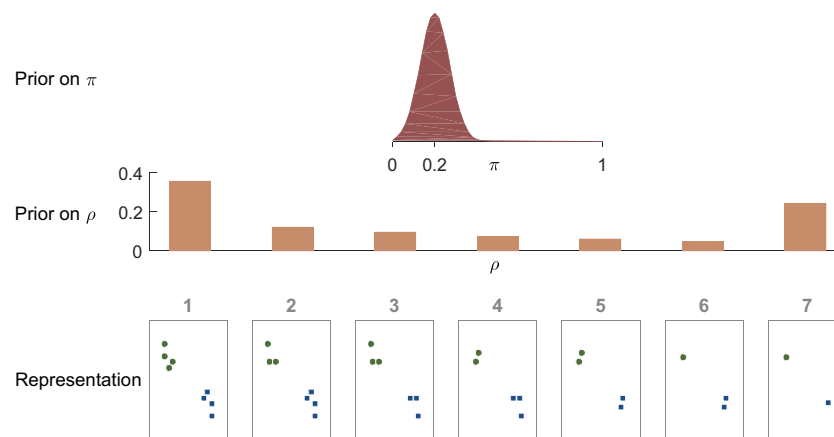 Prior on π
0 0.2 π 1
0.4
Prior on ρ
0.2
0
ρ
1 2 3 4 5 6 7
Representation